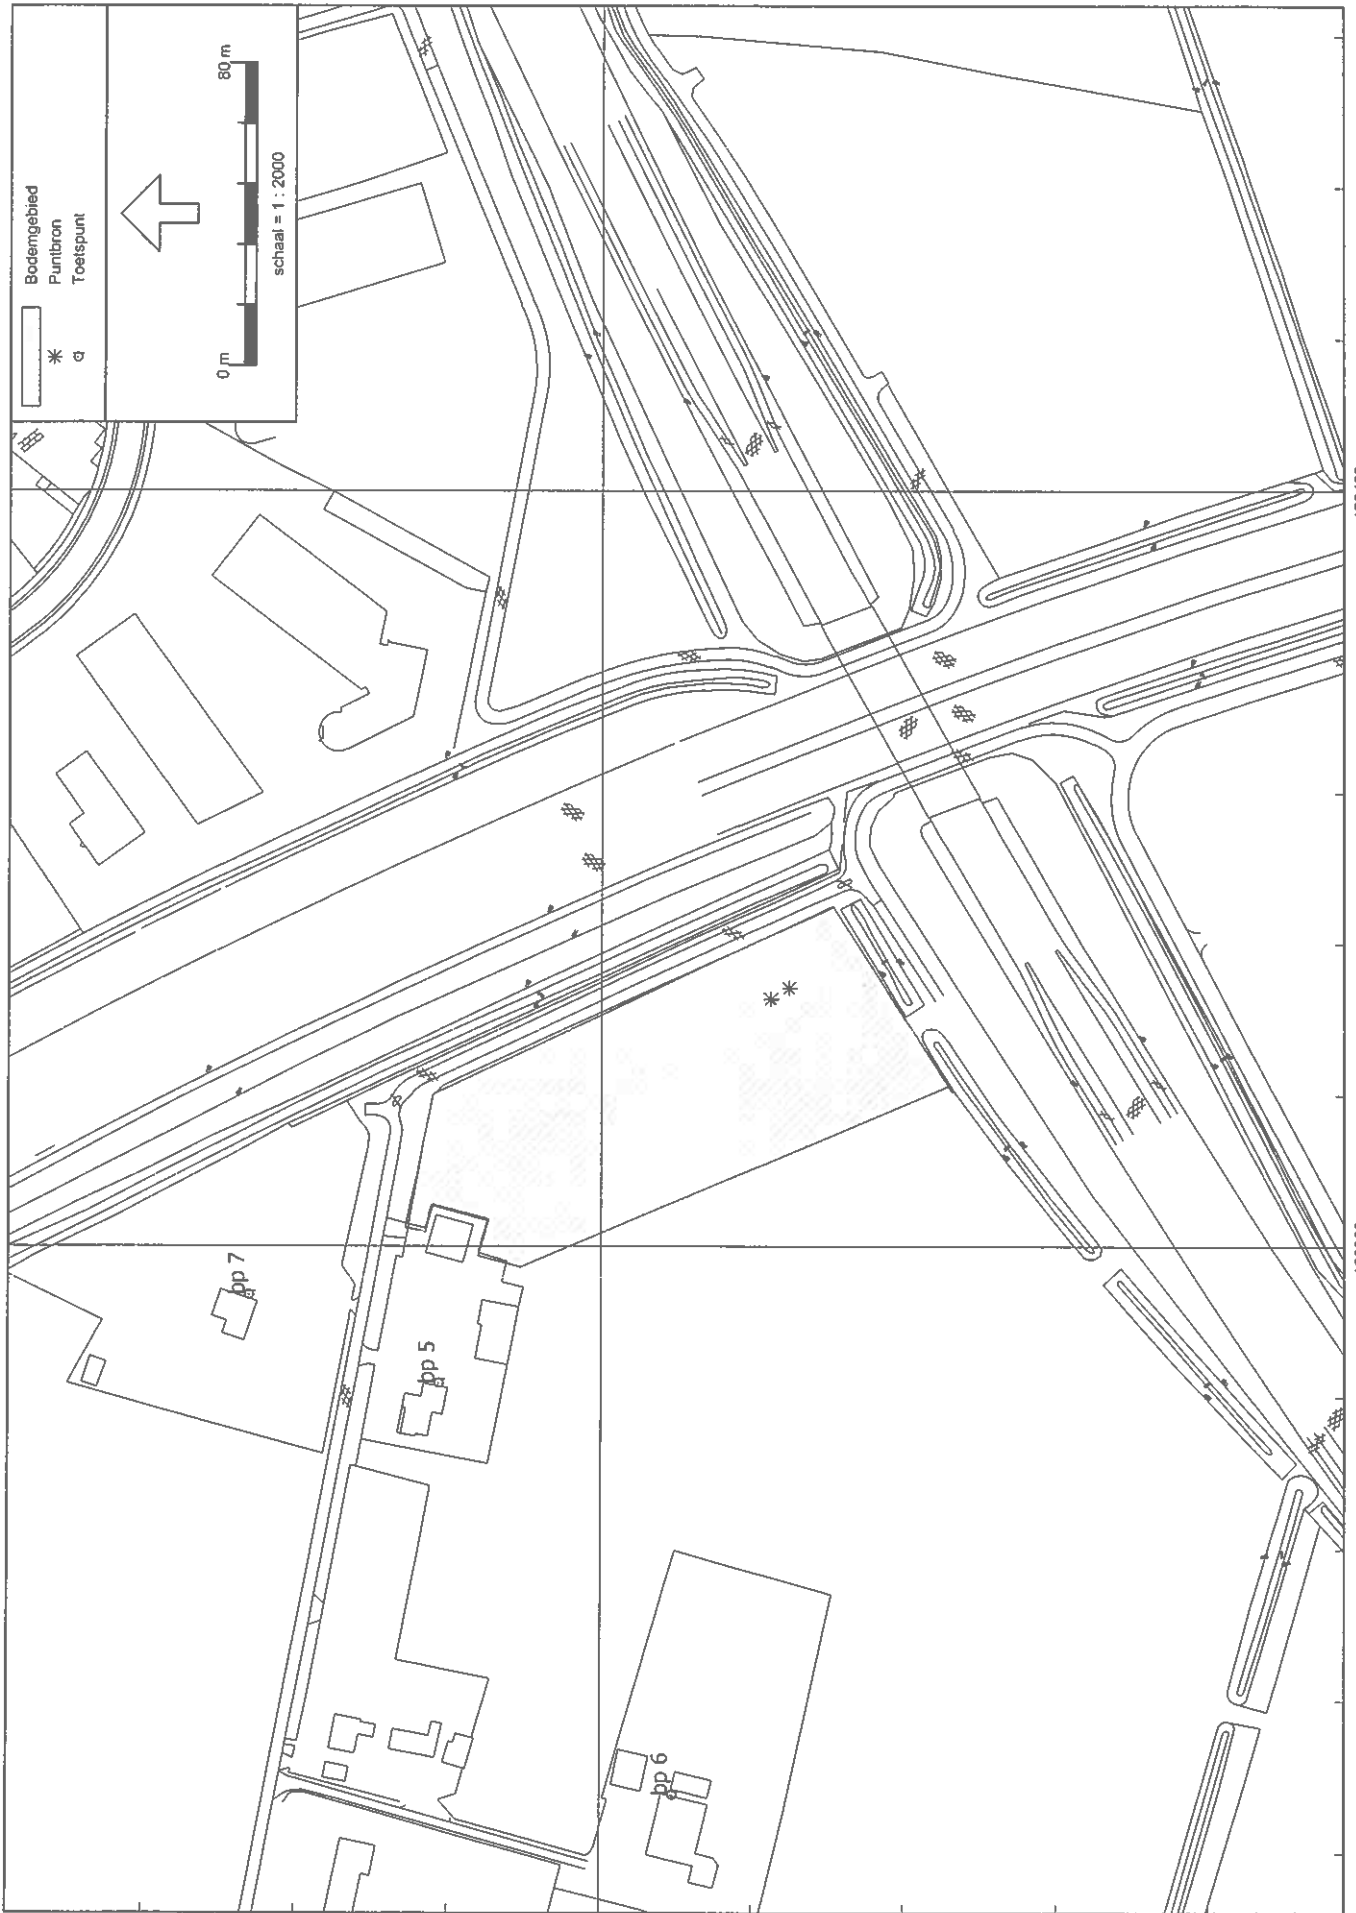 Bodemgebied
Puntbron
Toetspunt
0 m
80 m
schaal = 1 : 2000
bp 7
bp 5
bp 6